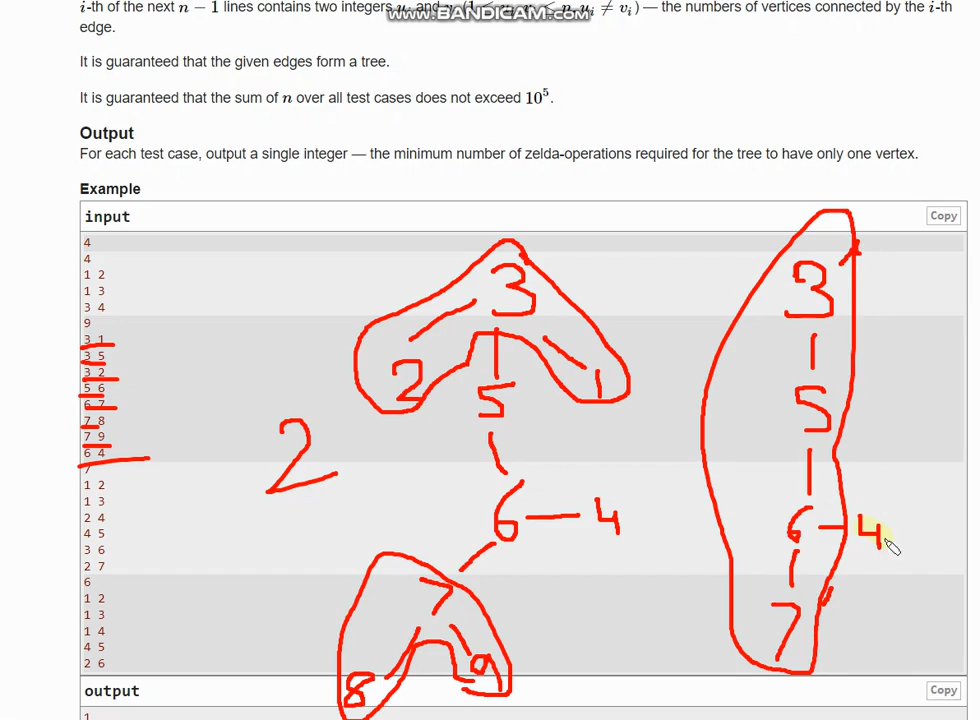 i-th of the next n − 1 lines contains two integers u_i and v_i (1 ≤ u_i, v_i ≤ n, u_i ≠ v_i) — the numbers of vertices connected by the i-th
WWW.BANDICAM.COM
edge.
It is guaranteed that the given edges form a tree.
It is guaranteed that the sum of n over all test cases does not exceed 10^5.
Output
For each test case, output a single integer — the minimum number of zelda-operations required for the tree to have only one vertex.
Example
input
Copy
4
4
1 2
1 3
3 4
9
3 1
3 5
3 2
5 6
6 7
7 8
7 9
6 4
7
1 2
1 3
2 4
4 5
3 6
2 7
6
1 2
1 3
1 4
4 5
2 6
3
2 5 1
2
6 4
7
8 9
3
5
6 4
7
output
Copy
1